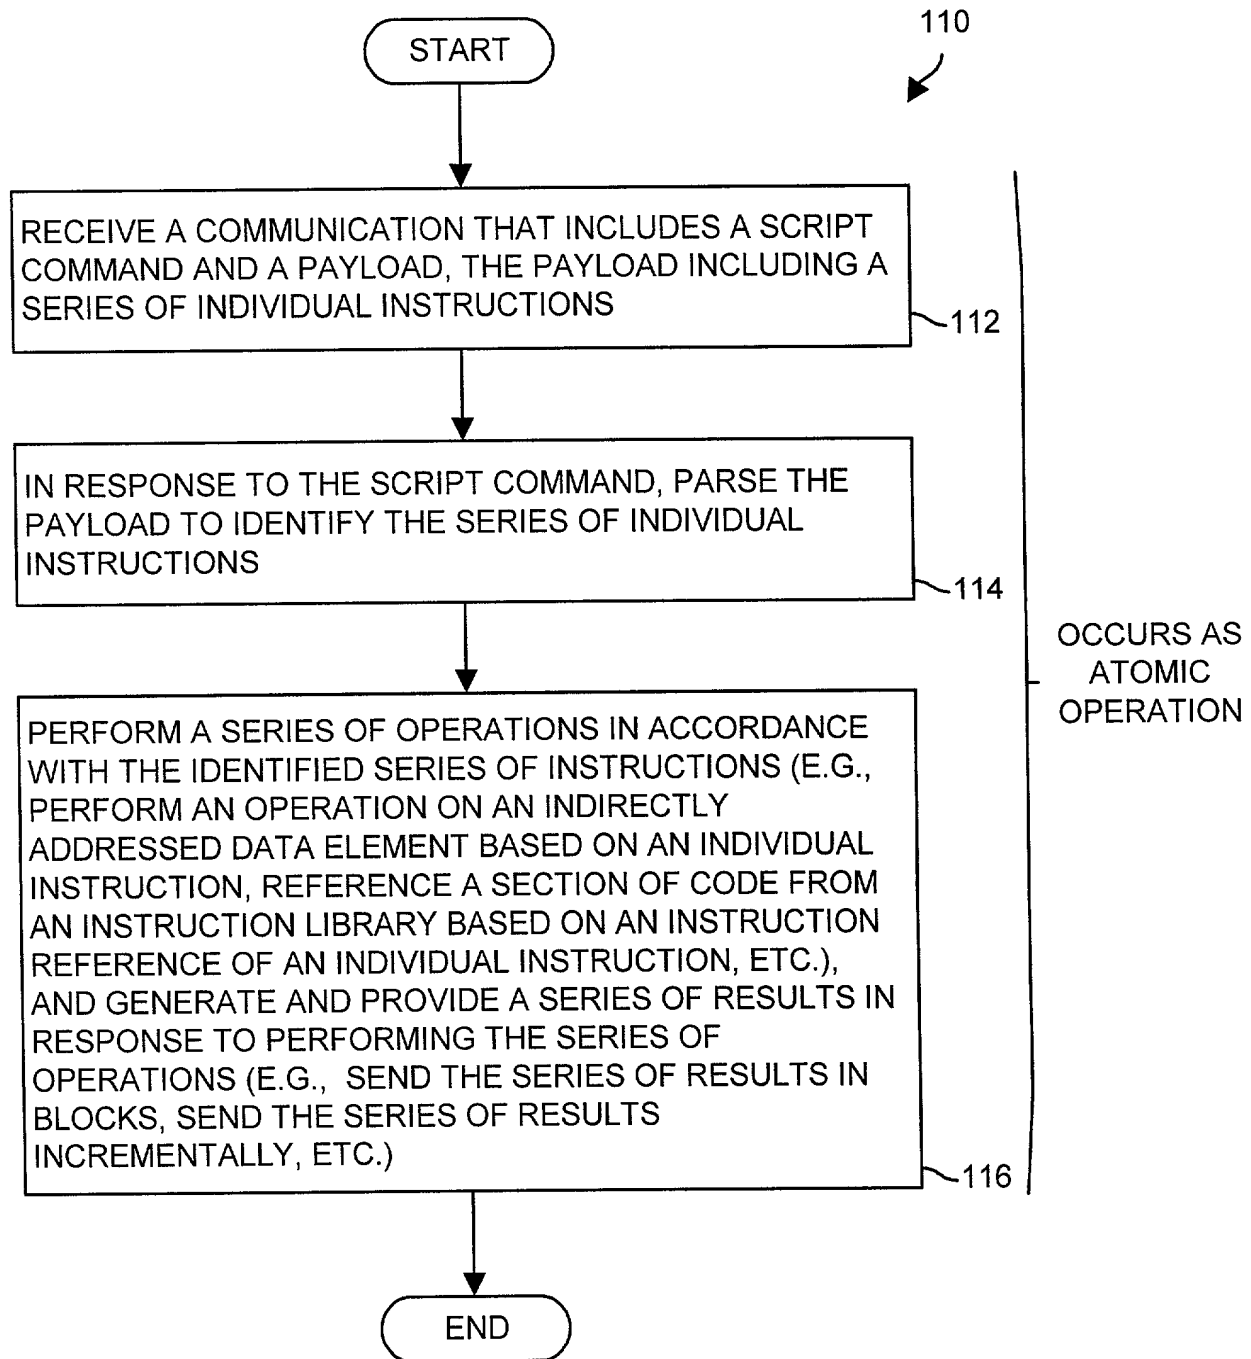 110
START
RECEIVE A COMMUNICATION THAT INCLUDES A SCRIPT
COMMAND AND A PAYLOAD, THE PAYLOAD INCLUDING A
SERIES OF INDIVIDUAL INSTRUCTIONS
112
IN RESPONSE TO THE SCRIPT COMMAND, PARSE THE
PAYLOAD TO IDENTIFY THE SERIES OF INDIVIDUAL
INSTRUCTIONS
114
OCCURS AS
ATOMIC
OPERATION
PERFORM A SERIES OF OPERATIONS IN ACCORDANCE
WITH THE IDENTIFIED SERIES OF INSTRUCTIONS (E.G.,
PERFORM AN OPERATION ON AN INDIRECTLY
ADDRESSED DATA ELEMENT BASED ON AN INDIVIDUAL
INSTRUCTION, REFERENCE A SECTION OF CODE FROM
AN INSTRUCTION LIBRARY BASED ON AN INSTRUCTION
REFERENCE OF AN INDIVIDUAL INSTRUCTION, ETC.),
AND GENERATE AND PROVIDE A SERIES OF RESULTS IN
RESPONSE TO PERFORMING THE SERIES OF
OPERATIONS (E.G., SEND THE SERIES OF RESULTS IN
BLOCKS, SEND THE SERIES OF RESULTS
INCREMENTALLY, ETC.)
116
END